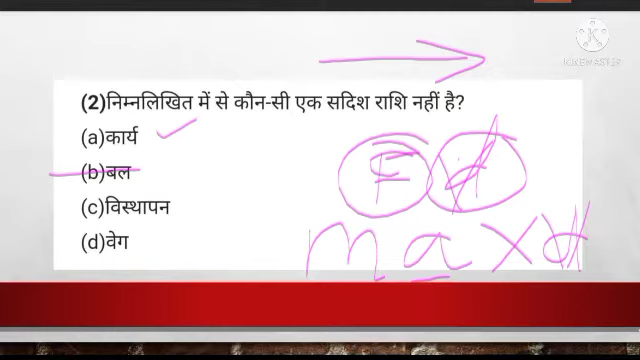 KINEMASTER
(2)निम्नलिखित में से कौन-सी एक सदिश राशि नहीं है?
(a)कार्य
(b)बल
(c)विस्थापन
(d)वेग
F d
m a x d